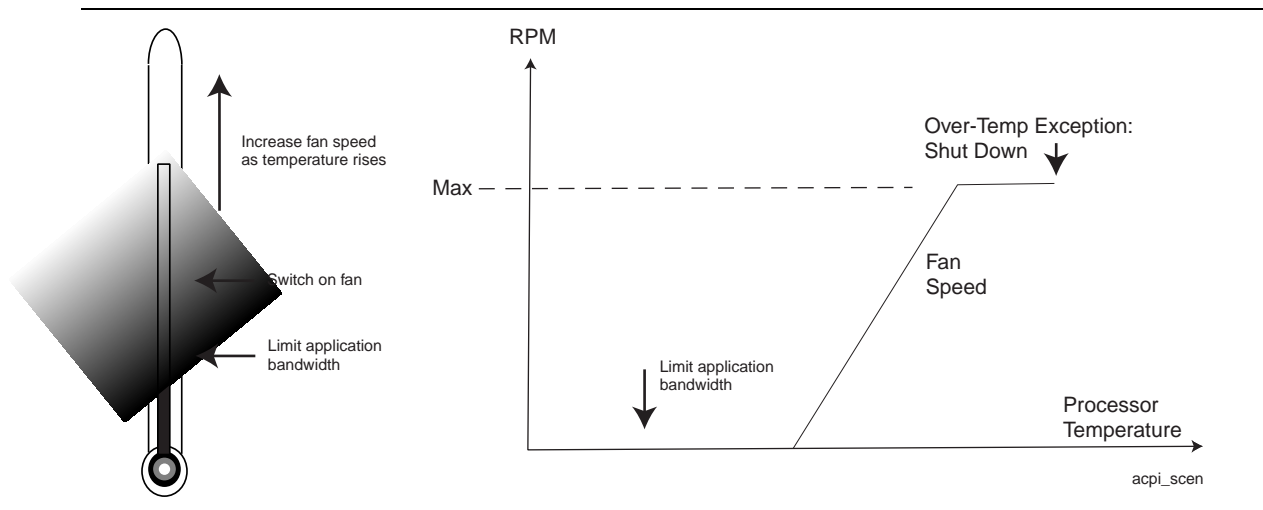 Increase fan speed
as temperature rises
Switch on fan
Limit application
bandwidth
RPM
Max
Over-Temp Exception:
Shut Down
Fan
Speed
Limit application
bandwidth
Processor
Temperature
acpi_scen